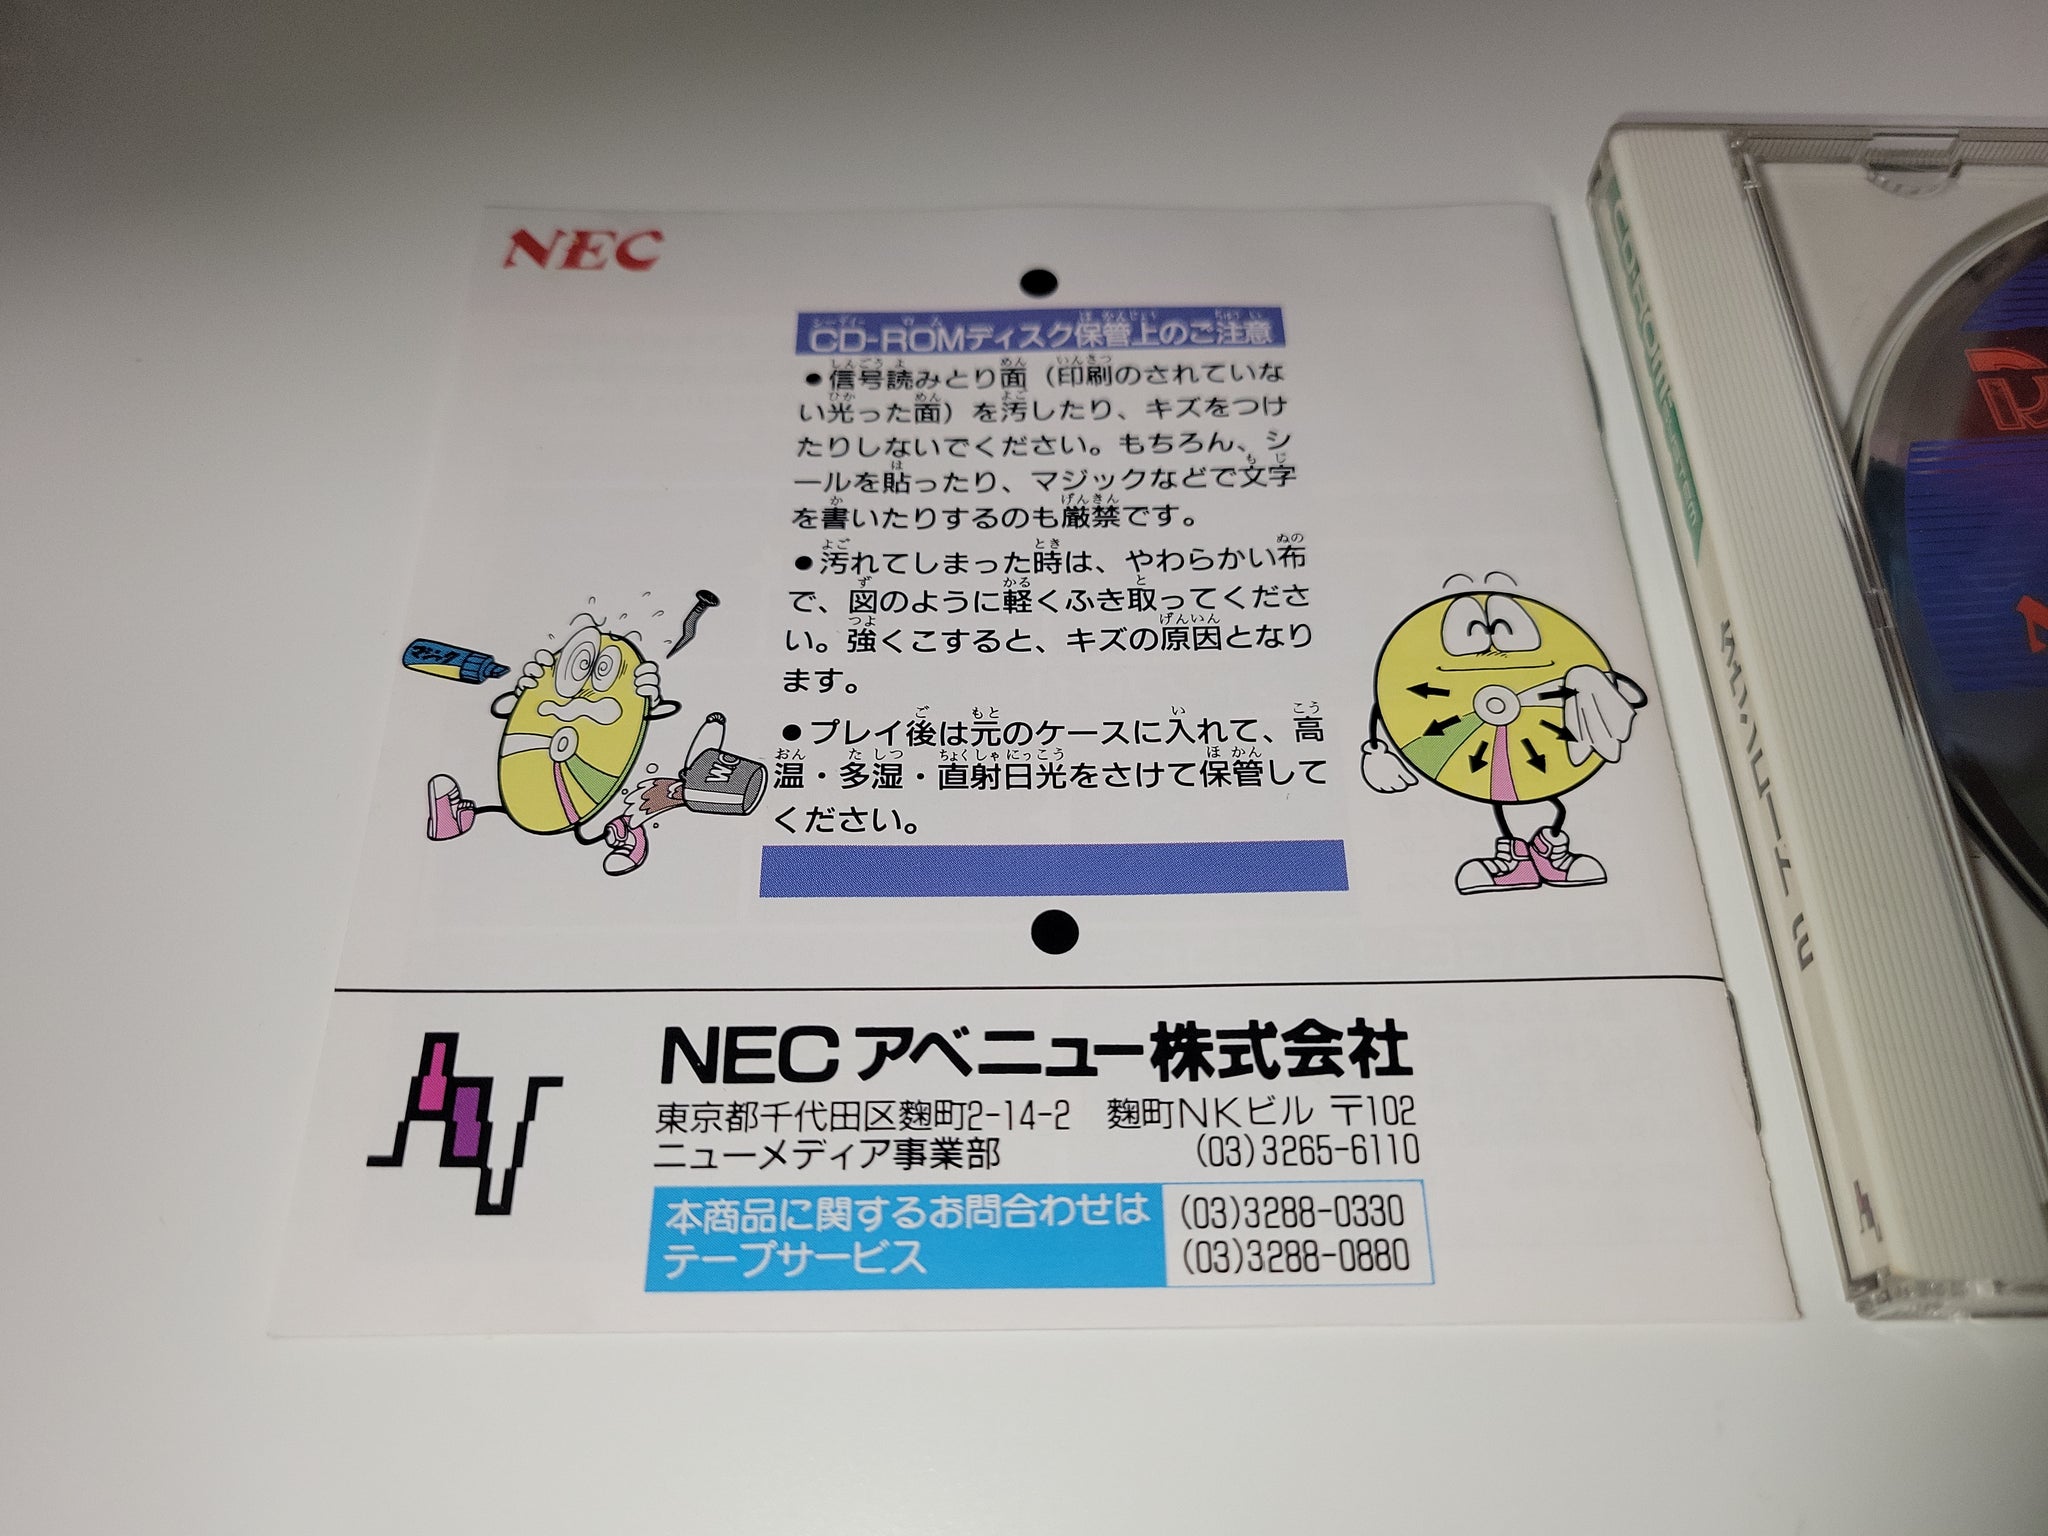 NEC
CD-ROMディスク保管上のご注意
●信号読みとり面（印刷のされていな
い光った面）を汚したり、キズをつけ
たりしないでください。もちろん、シ
ールを貼ったり、マジックなどで文字
を書いたりするのも厳禁です。
●汚れてしまった時は、やわらかい布
で、図のように軽くふき取ってくださ
い。強くこすると、キズの原因となり
ます。
●プレイ後は元のケースに入れて、高
温・多湿・直射日光をさけて保管して
ください。
マジック
NECアベニュー株式会社
東京都千代田区麹町2-14-2 麹町NKビル 〒102
ニューメディア事業部 (03)3265-6110
本商品に関するお問合わせは (03)3288-0330
テープサービス (03)3288-0880